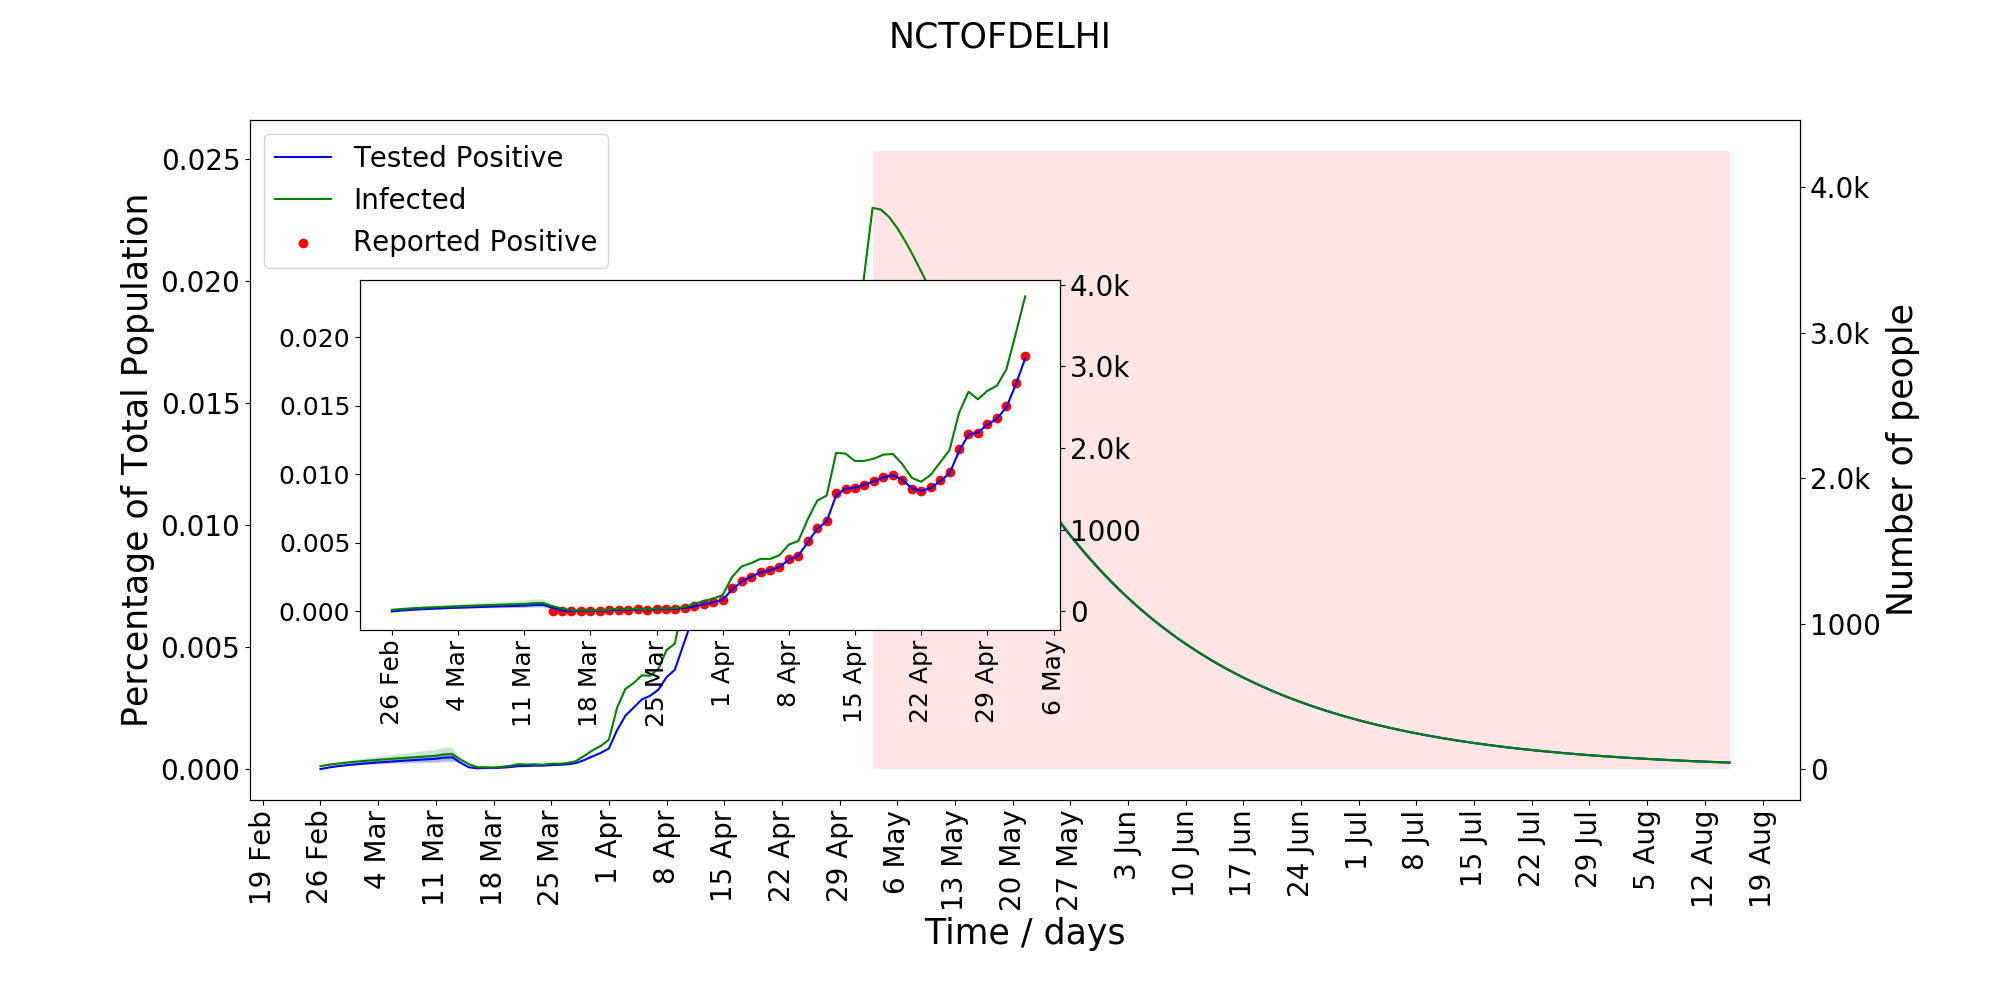 NCTOFDELHI
Tested Positive
Infected
Reported Positive
Percentage of Total Population
0.025
0.020
0.015
0.010
0.005
0.000
4.0k
3.0k
2.0k
1000
0
Number of people
0.020
0.015
0.010
0.005
0.000
4.0k
3.0k
2.0k
1000
0
26 Feb
4 Mar
11 Mar
18 Mar
25 Mar
1 Apr
8 Apr
15 Apr
22 Apr
29 Apr
6 May
19 Feb
26 Feb
4 Mar
11 Mar
18 Mar
25 Mar
1 Apr
8 Apr
15 Apr
22 Apr
29 Apr
6 May
13 May
20 May
27 May
3 Jun
10 Jun
17 Jun
24 Jun
1 Jul
8 Jul
15 Jul
22 Jul
29 Jul
5 Aug
12 Aug
19 Aug
Time / days